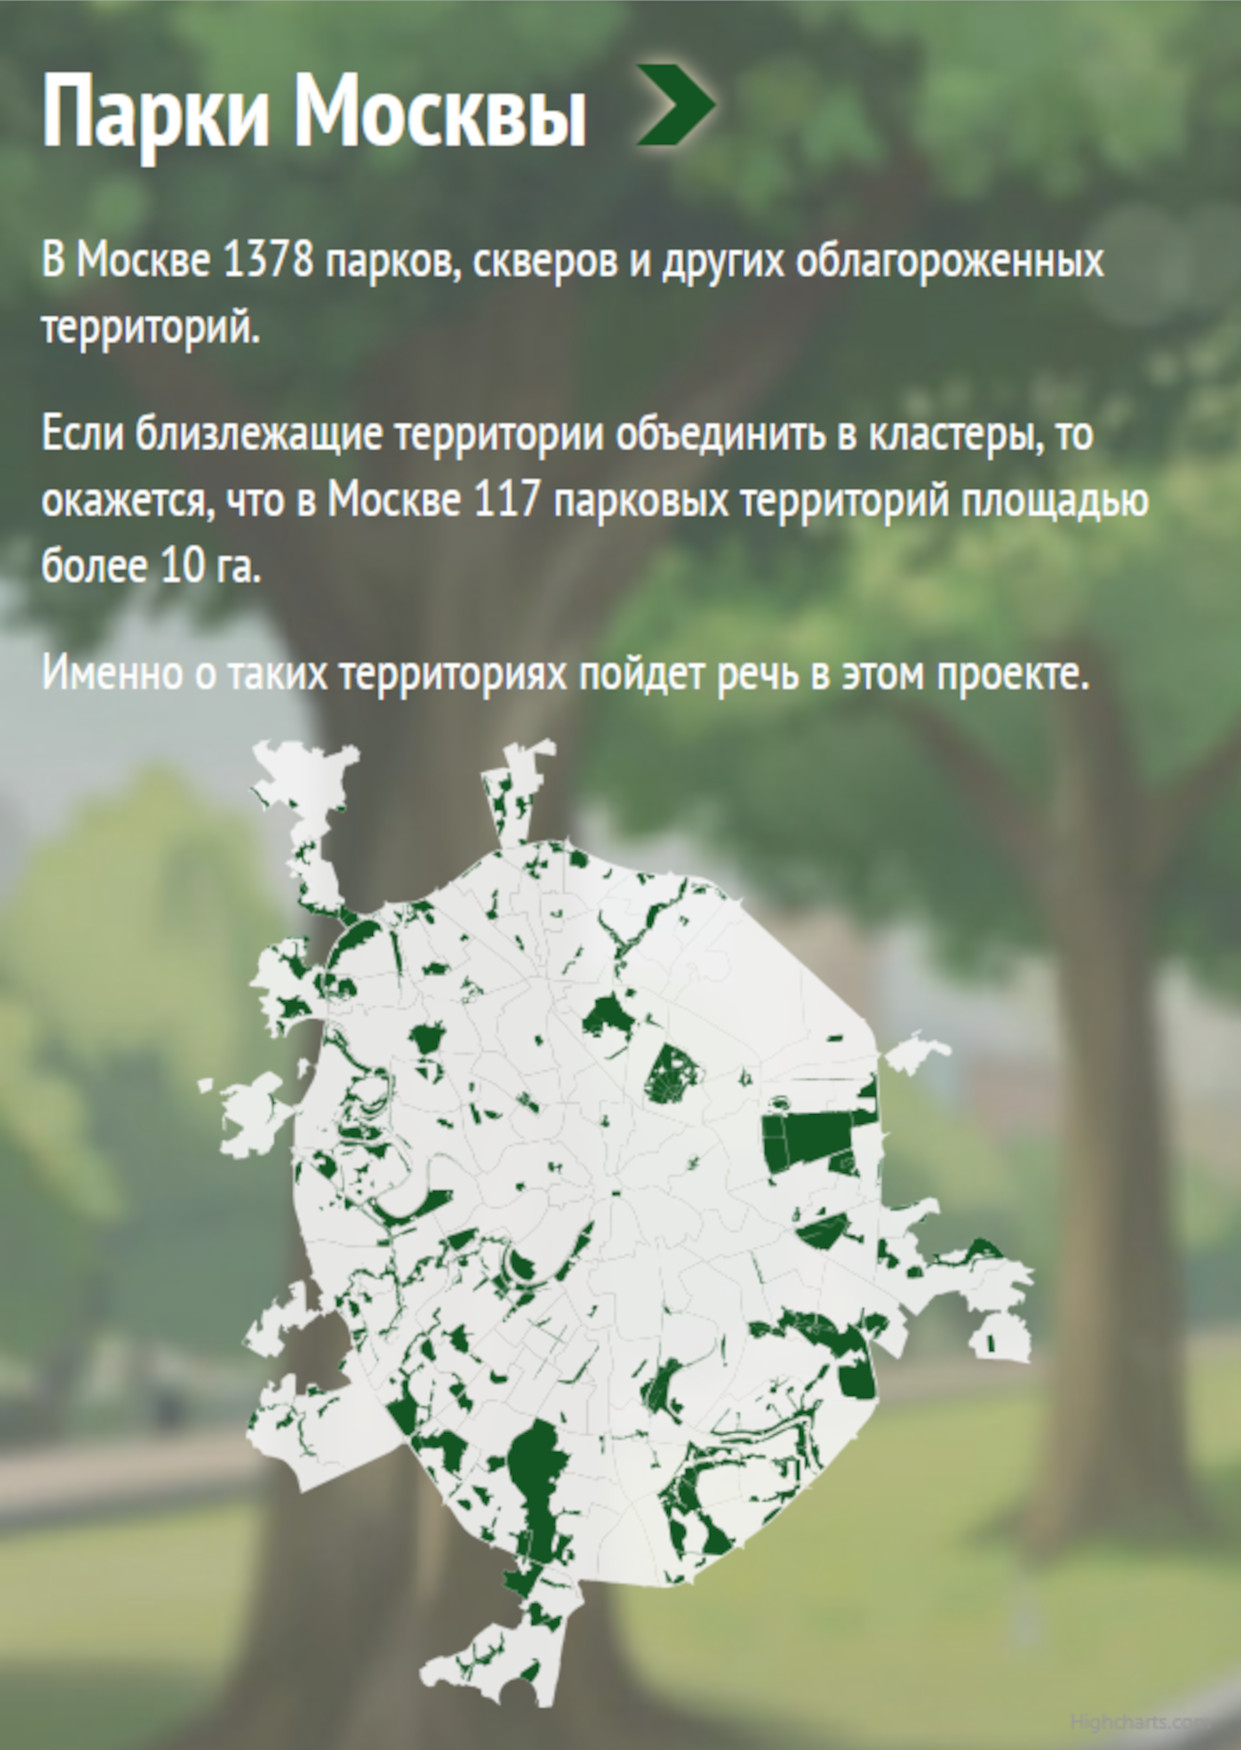 Парки Москвы
В Москве 1378 парков, скверов и других облагороженных
территорий.
Если близлежащие территории объединить в кластеры, то
окажется, что в Москве 117 парковых территорий площадью
более 10 га.
Именно о таких территориях пойдет речь в этом проекте.
Highcharts.com